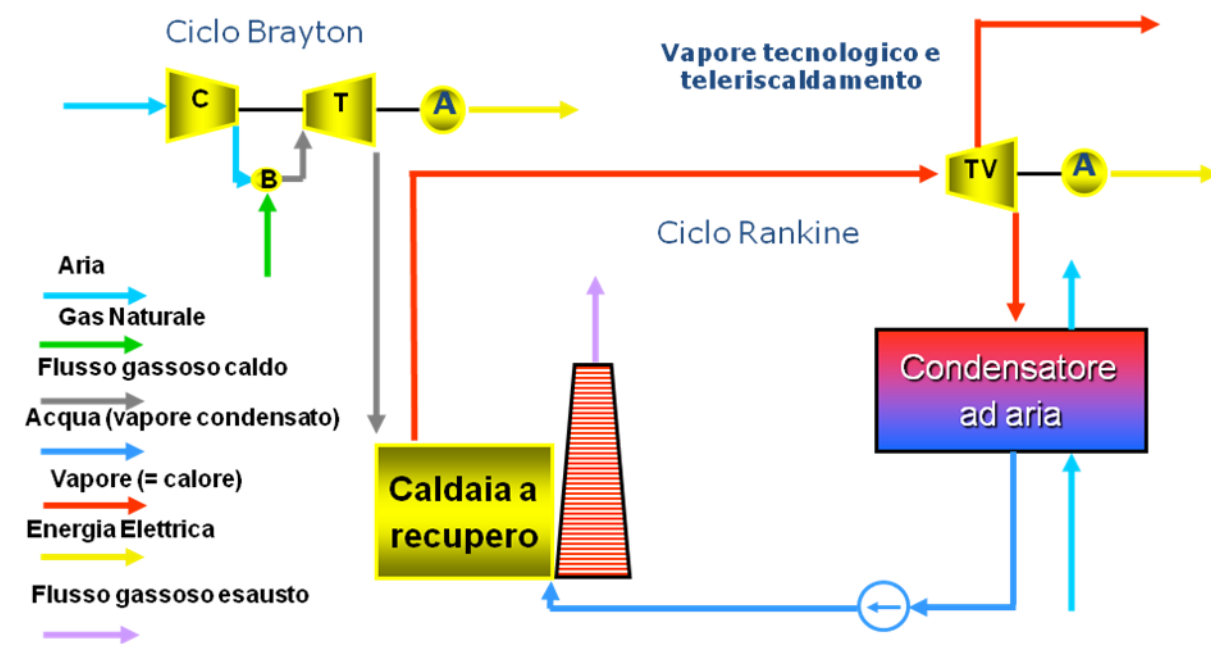 Ciclo Brayton
Vapore tecnologico e
teleriscaldamento
C
T
A
B
TV
A
Ciclo Rankine
Aria
Gas Naturale
Flusso gassoso caldo
Acqua (vapore condensato)
Vapore (= calore)
Energia Elettrica
Flusso gassoso esausto
Caldaia a
recupero
Condensatore
ad aria